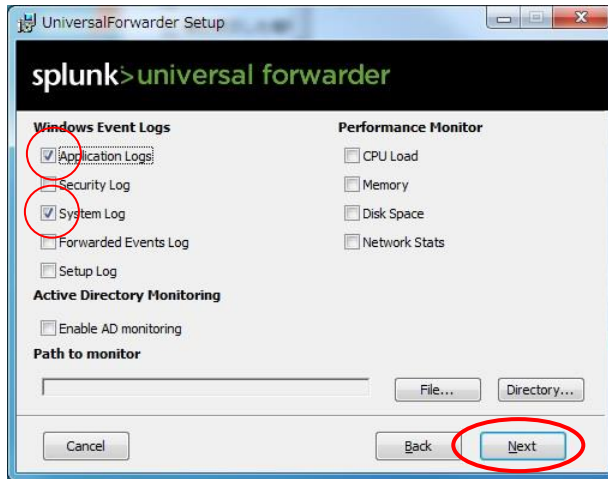 UniversalForwarder Setup
splunk>universal forwarder
Windows Event Logs
Application Logs
Security Log
System Log
Forwarded Events Log
Setup Log
Active Directory Monitoring
Enable AD monitoring
Path to monitor
Performance Monitor
CPU Load
Memory
Disk Space
Network Stats
File...
Directory...
Cancel
Back
Next